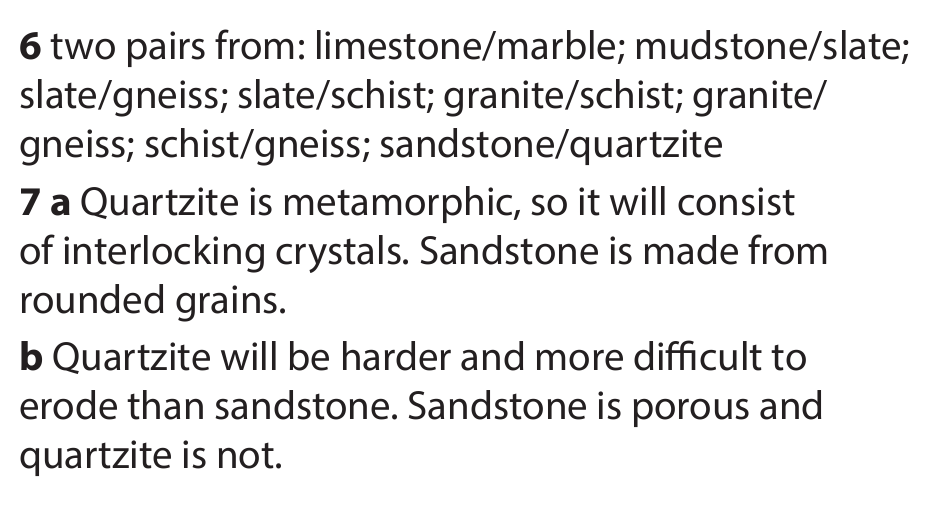 6 two pairs from: limestone/marble; mudstone/slate;
slate/gneiss; slate/schist; granite/schist; granite/
gneiss; schist/gneiss; sandstone/quartzite
7 a Quartzite is metamorphic, so it will consist
of interlocking crystals. Sandstone is made from
rounded grains.
b Quartzite will be harder and more difficult to
erode than sandstone. Sandstone is porous and
quartzite is not.